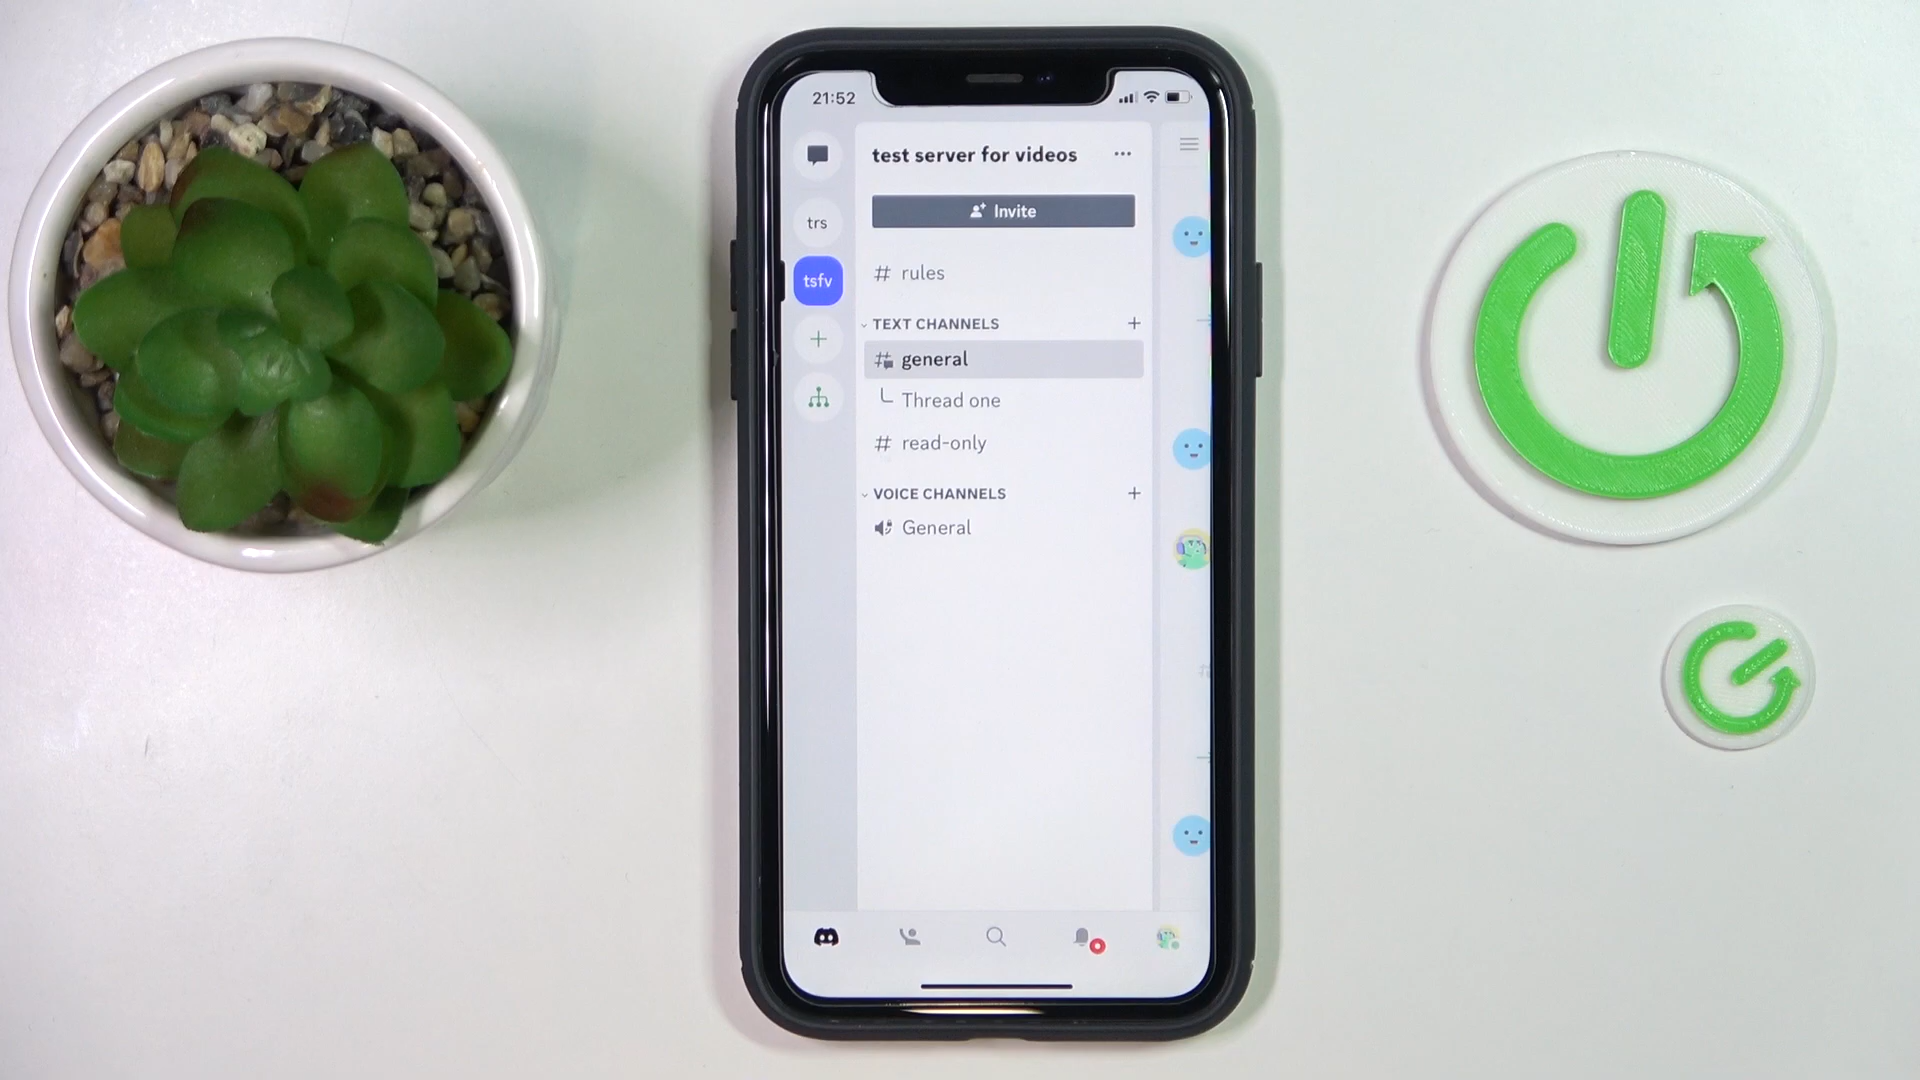 21:52
test server for videos
Invite
trs
# rules
tsfv
TEXT CHANNELS
general
Thread one
# read-only
VOICE CHANNELS
General